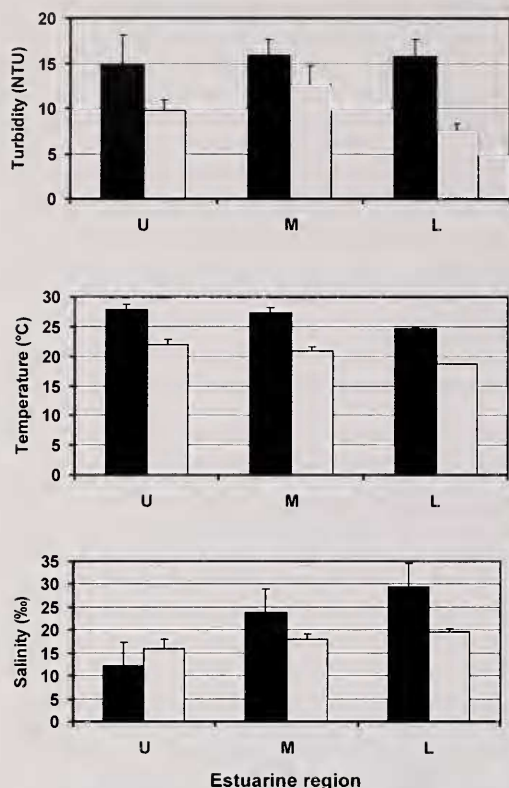 Turbidity (NTU)
20
15
10
5
0
U M L
Temperature (°C)
30
25
20
15
10
5
0
U M L
Salinity (‰)
35
30
25
20
15
10
5
0
U M L
Estuarine region